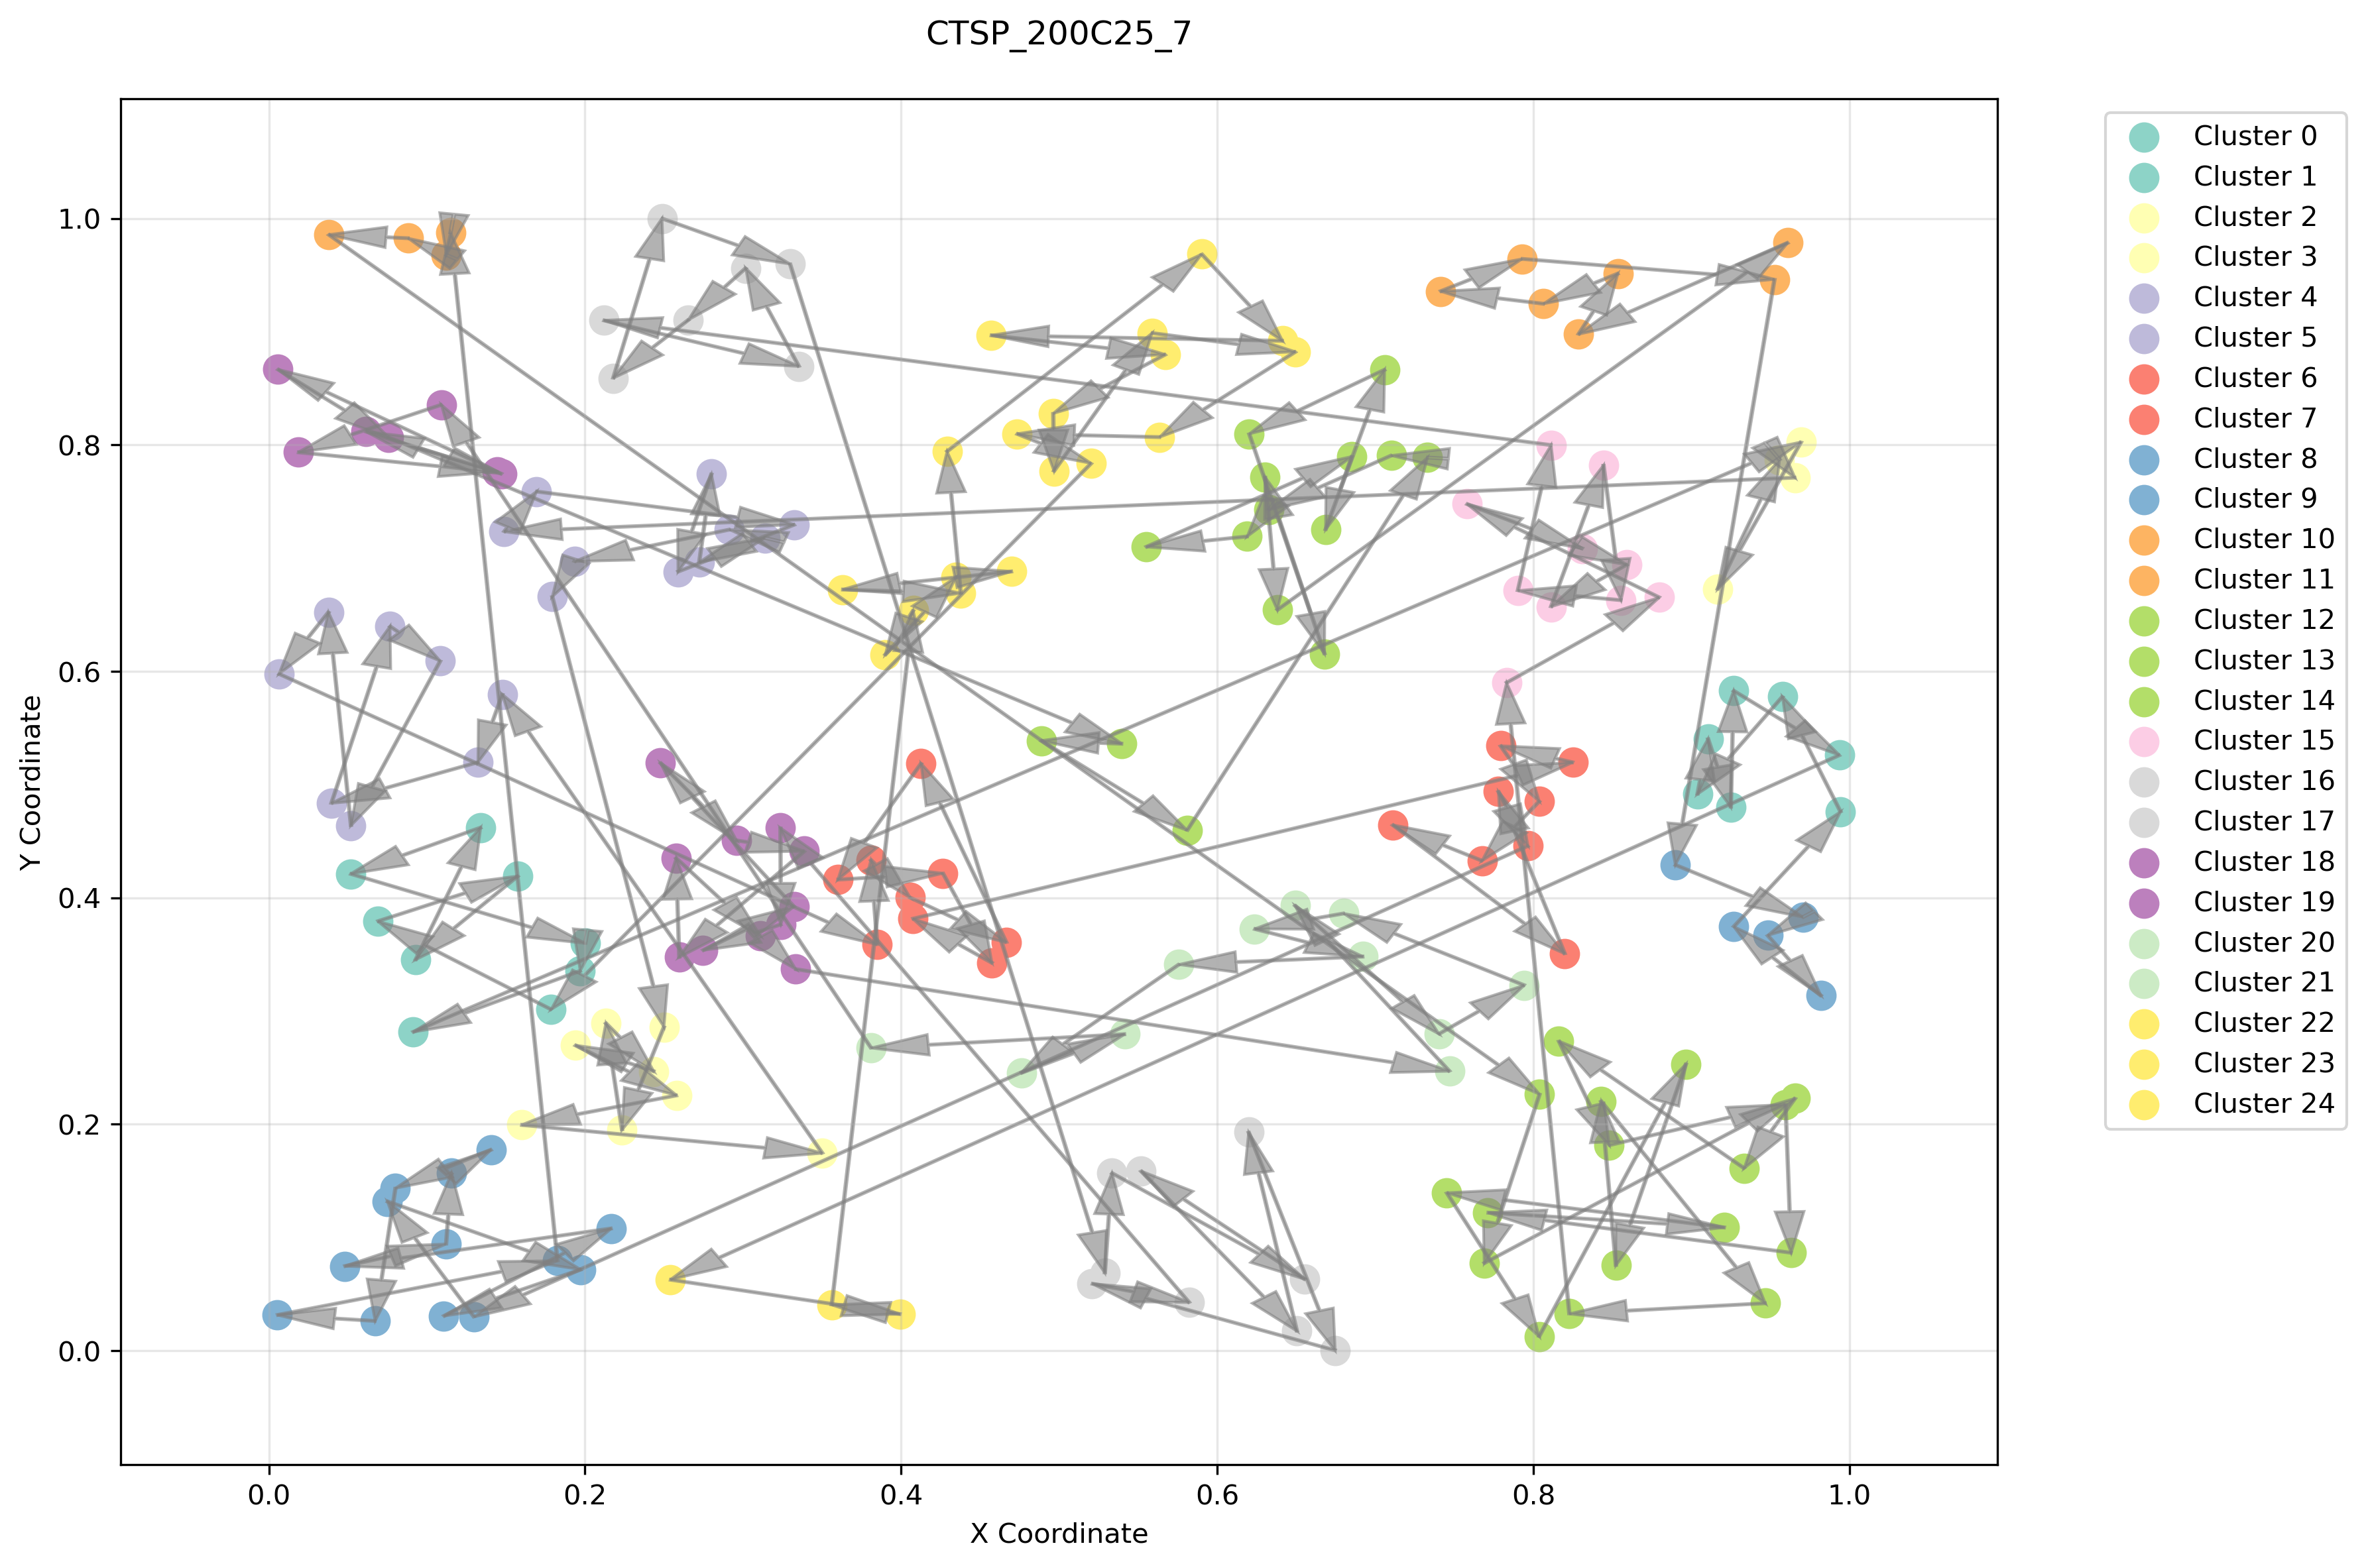 CTSP_200C25_7
1.0
0.8
0.6
0.4
0.2
0.0
Y Coordinate
0.0 0.2 0.4 0.6 0.8 1.0
X Coordinate
Cluster 0
Cluster 1
Cluster 2
Cluster 3
Cluster 4
Cluster 5
Cluster 6
Cluster 7
Cluster 8
Cluster 9
Cluster 10
Cluster 11
Cluster 12
Cluster 13
Cluster 14
Cluster 15
Cluster 16
Cluster 17
Cluster 18
Cluster 19
Cluster 20
Cluster 21
Cluster 22
Cluster 23
Cluster 24